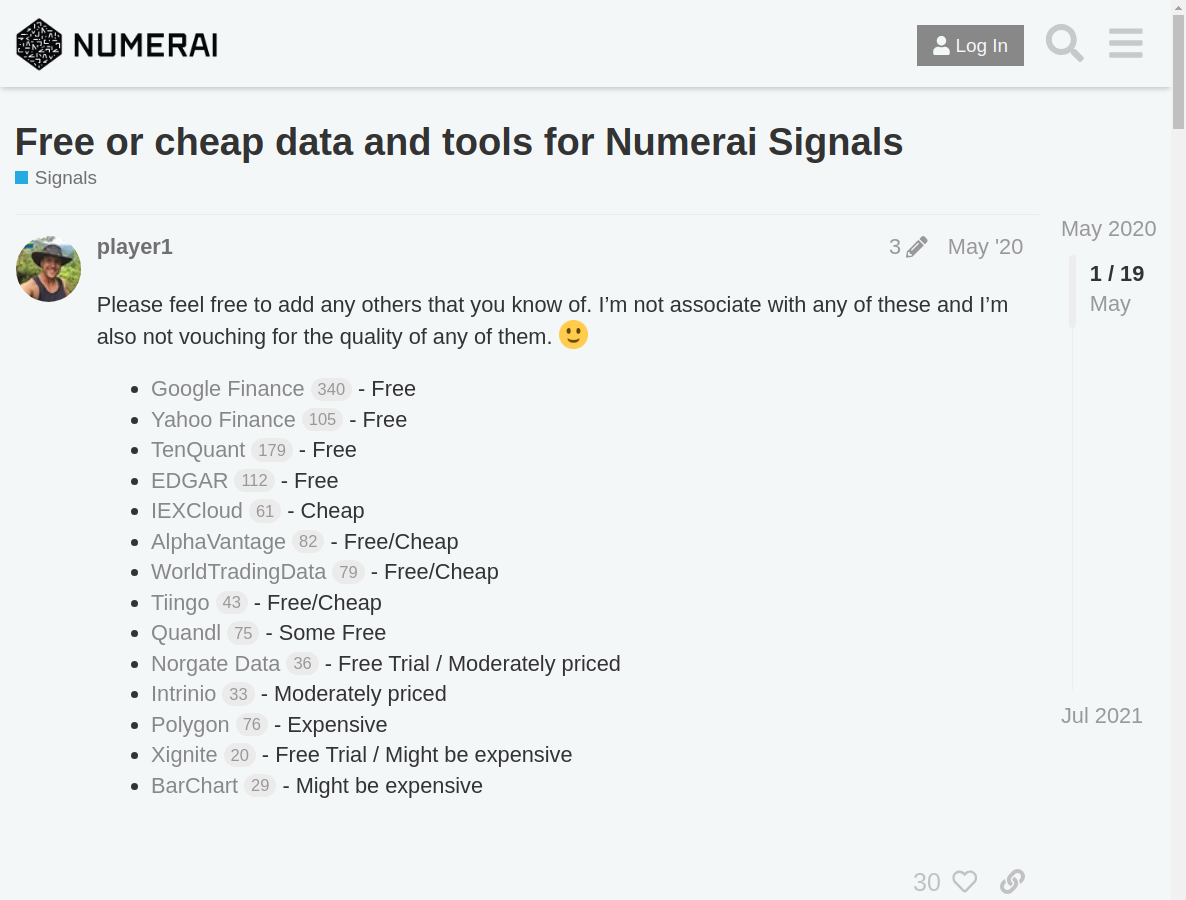 NUMERAI
Log In
Free or cheap data and tools for Numerai Signals
Signals
player1
3
May '20
May 2020
1 / 19
May
Please feel free to add any others that you know of. I’m not associate with any of these and I’m
also not vouching for the quality of any of them.
Google Finance 340 - Free
Yahoo Finance 105 - Free
TenQuant 179 - Free
EDGAR 112 - Free
IEXCloud 61 - Cheap
AlphaVantage 82 - Free/Cheap
WorldTradingData 79 - Free/Cheap
Tiingo 43 - Free/Cheap
Quandl 75 - Some Free
Norgate Data 36 - Free Trial / Moderately priced
Intrinio 33 - Moderately priced
Polygon 76 - Expensive
Xignite 20 - Free Trial / Might be expensive
BarChart 29 - Might be expensive
Jul 2021
30